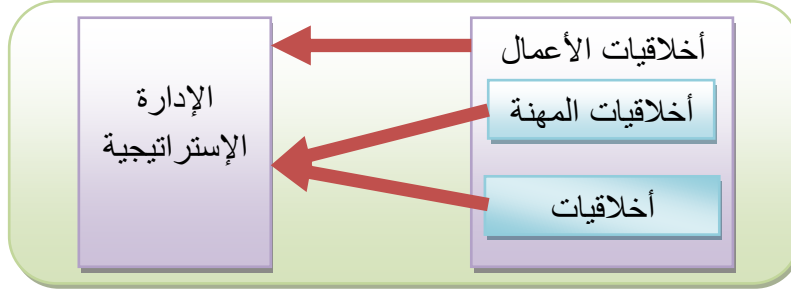 أخلاقيات الأعمال
أخلاقيات المهنة
أخلاقيات
الإدارة
الإستراتيجية